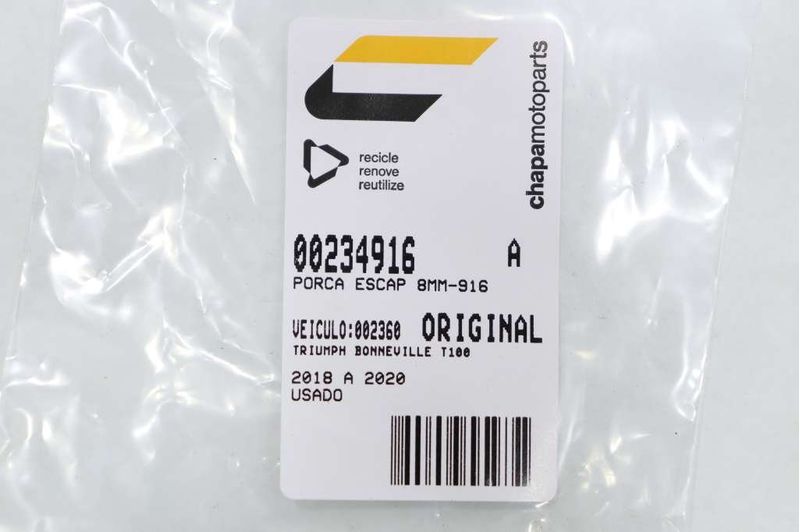 chapamotoparts
recicle
renove
reutilize
00234916 A
PORCA ESCAP 8MM-916
VEICULO:002360 ORIGINAL
TRIUMPH BONNEVILLE T100
2018 A 2020
USADO